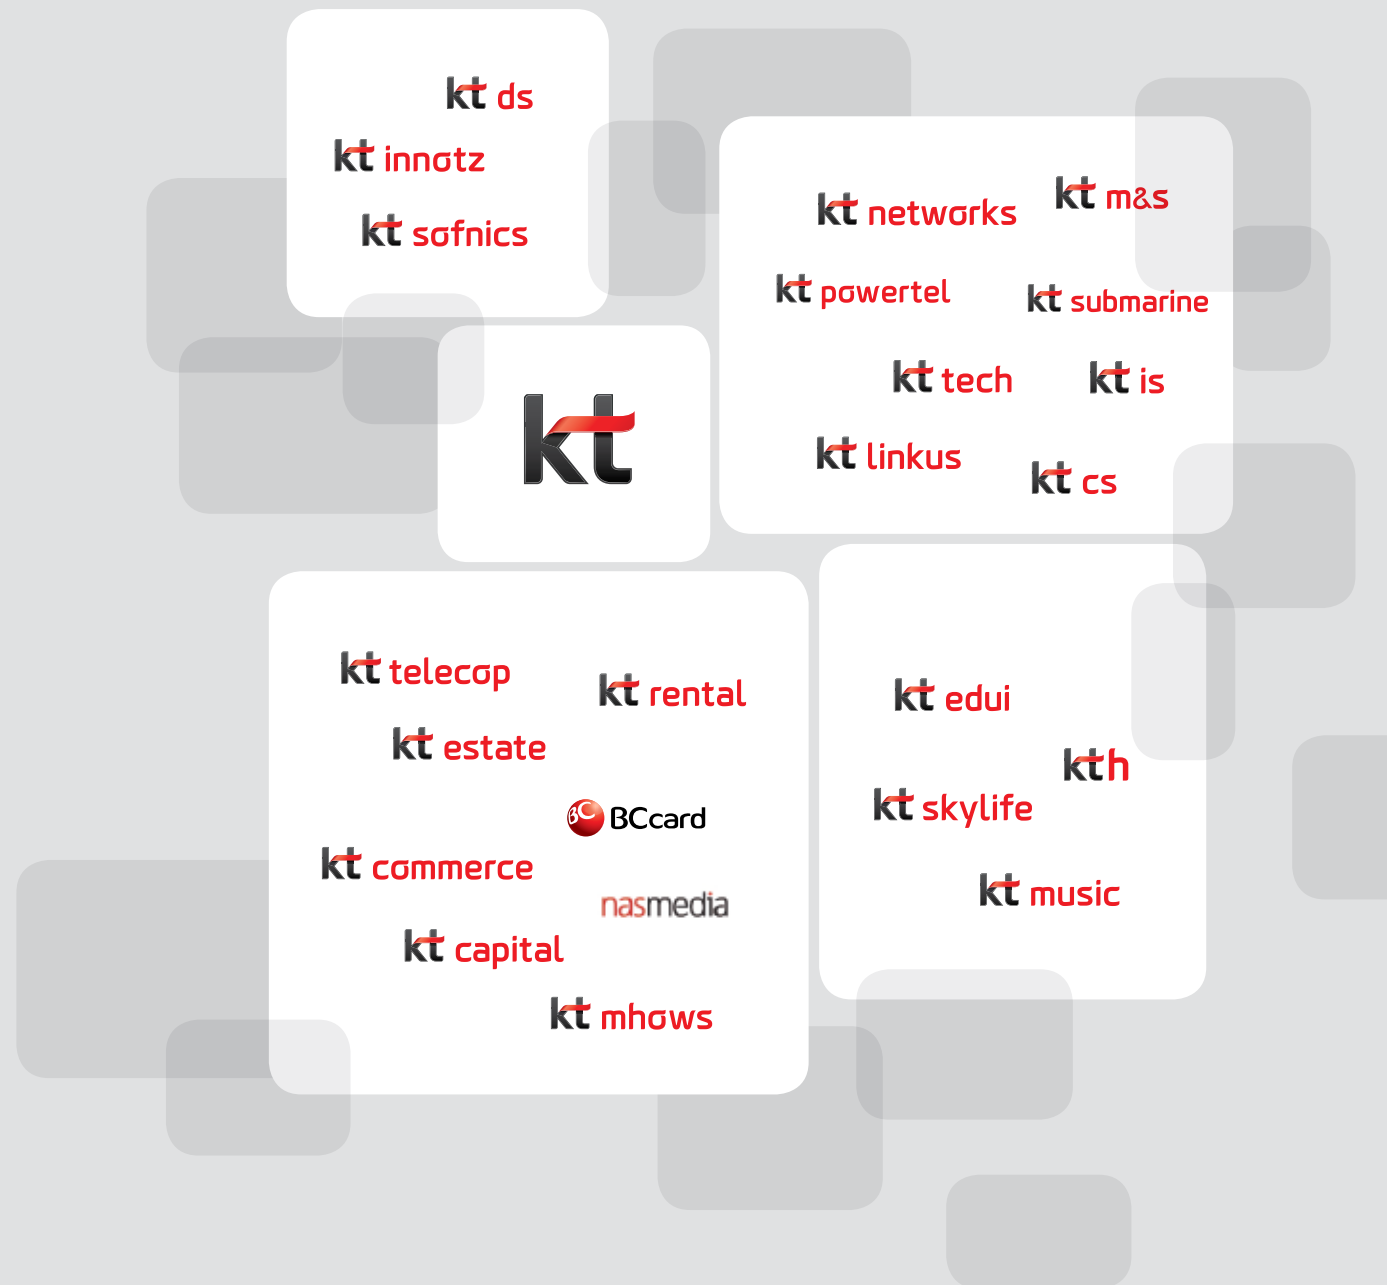 kt ds
kt innotz
kt sofnics
kt networks
kt m&s
kt powertel
kt submarine
kt tech
kt is
kt linkus
kt cs
kt
kt telecop
kt rental
kt estate
BC BCcard
kt commerce
nasmedia
kt capital
kt mhows
kt edui
kth
kt skylife
kt music